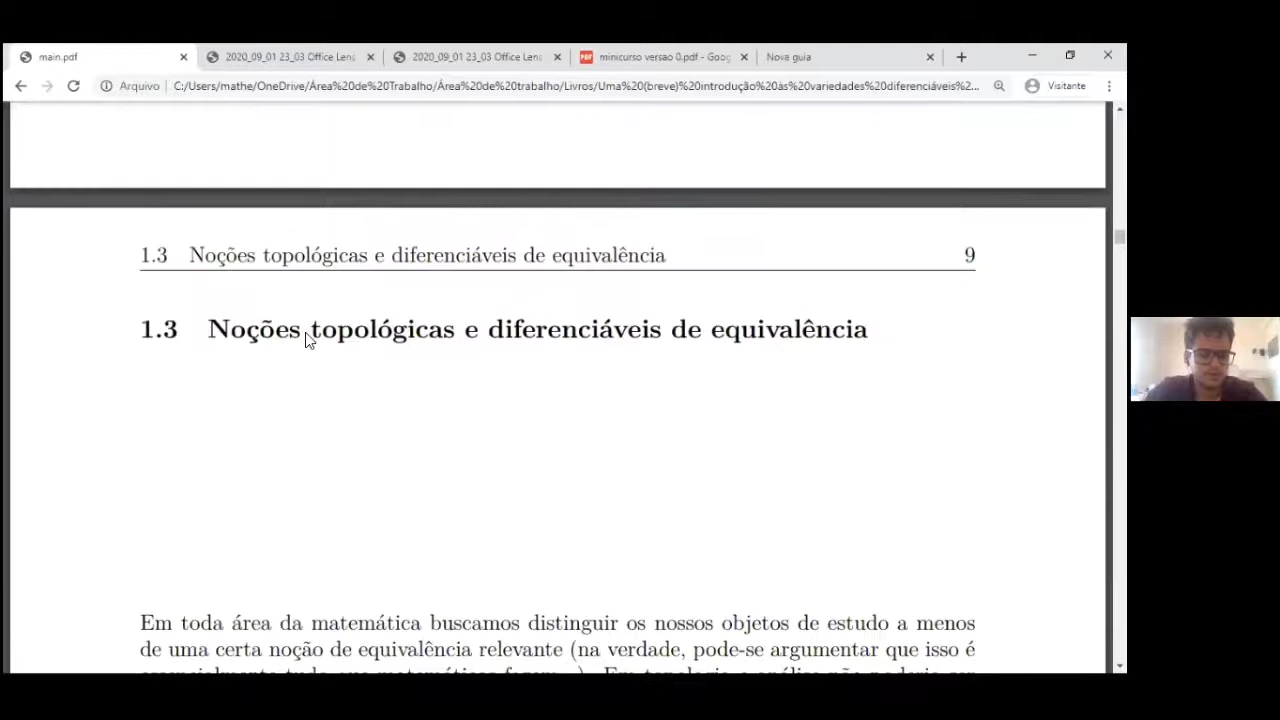 main.pdf
2020_09_01 23_03 Office Lens
2020_09_01 23_03 Office Lens
minicurso versao 0.pdf - Goog
Nova guia
Arquivo
C:/Users/mathe/OneDrive/Área%20de%20Trabalho/Área%20de%20trabalho/Livros/Uma%20(breve)%20introdução%20às%20variedades%20diferenciáveis%2...
Visitante
1.3 Noções topológicas e diferenciáveis de equivalência 9
1.3 Noções topológicas e diferenciáveis de equivalência
Em toda área da matemática buscamos distinguir os nossos objetos de estudo a menos
de uma certa noção de equivalência relevante (na verdade, pode-se argumentar que isso é